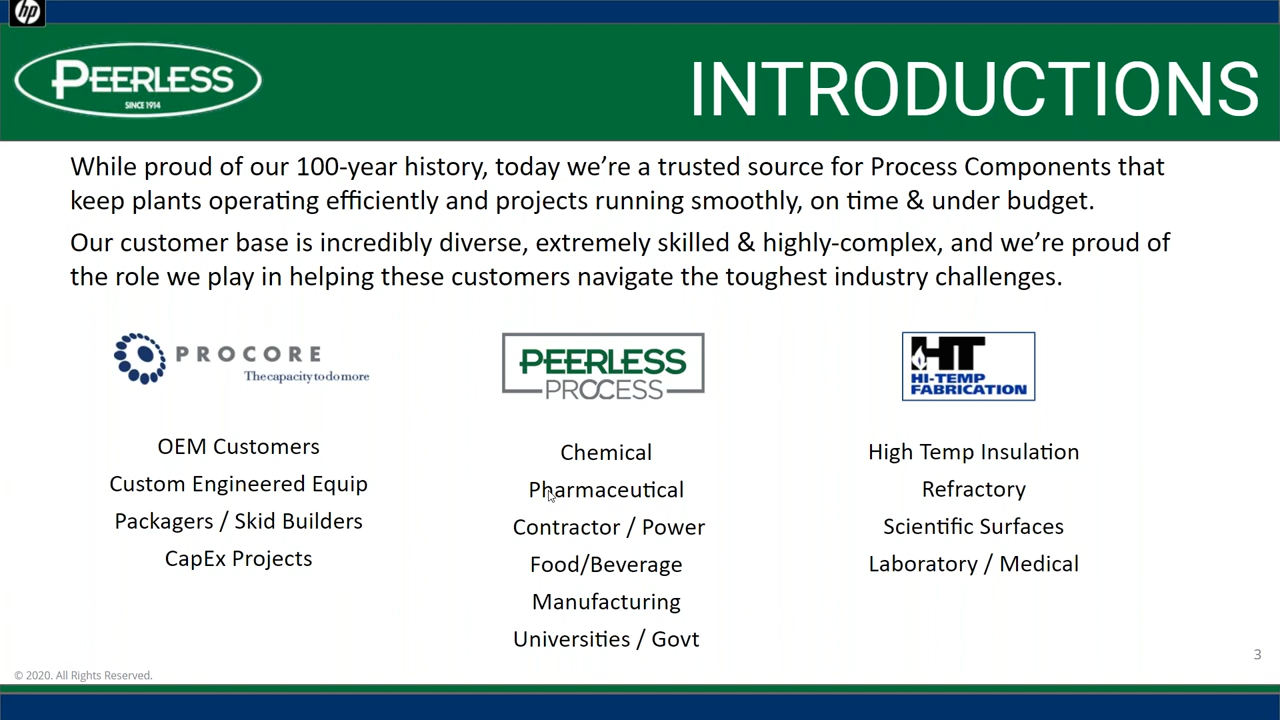 hp
PEERLESS
SINCE 1914
INTRODUCTIONS
While proud of our 100-year history, today we’re a trusted source for Process Components that
keep plants operating efficiently and projects running smoothly, on time & under budget.
Our customer base is incredibly diverse, extremely skilled & highly-complex, and we’re proud of
the role we play in helping these customers navigate the toughest industry challenges.
PROCORE
The capacity to do more
OEM Customers
Custom Engineered Equip
Packagers / Skid Builders
CapEx Projects
PEERLESS
PROCESS
Chemical
Pharmaceutical
Contractor / Power
Food/Beverage
Manufacturing
Universities / Govt
HT
HI-TEMP
FABRICATION
High Temp Insulation
Refractory
Scientific Surfaces
Laboratory / Medical
3
© 2020. All Rights Reserved.